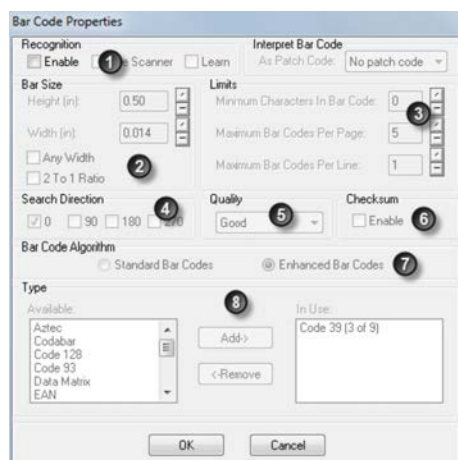 Bar Code Properties
Recognition
Enable
1
Scanner
Learn
Interpret Bar Code
As Patch Code:
No patch code
Bar Size
Height (in):
0.50
Width (in):
0.014
Any Width
2 To 1 Ratio
2
Limits
Minimum Characters In Bar Code:
0
3
Maximum Bar Codes Per Page:
5
Maximum Bar Codes Per Line:
1
Search Direction
0
90
180
270
4
Quality
Good
5
Checksum
Enable
6
Bar Code Algorithm
Standard Bar Codes
Enhanced Bar Codes
7
Type
8
Available:
Aztec
Codabar
Code 128
Code 93
Data Matrix
EAN
Add->
<-Remove
In Use:
Code 39 (3 of 9)
OK
Cancel